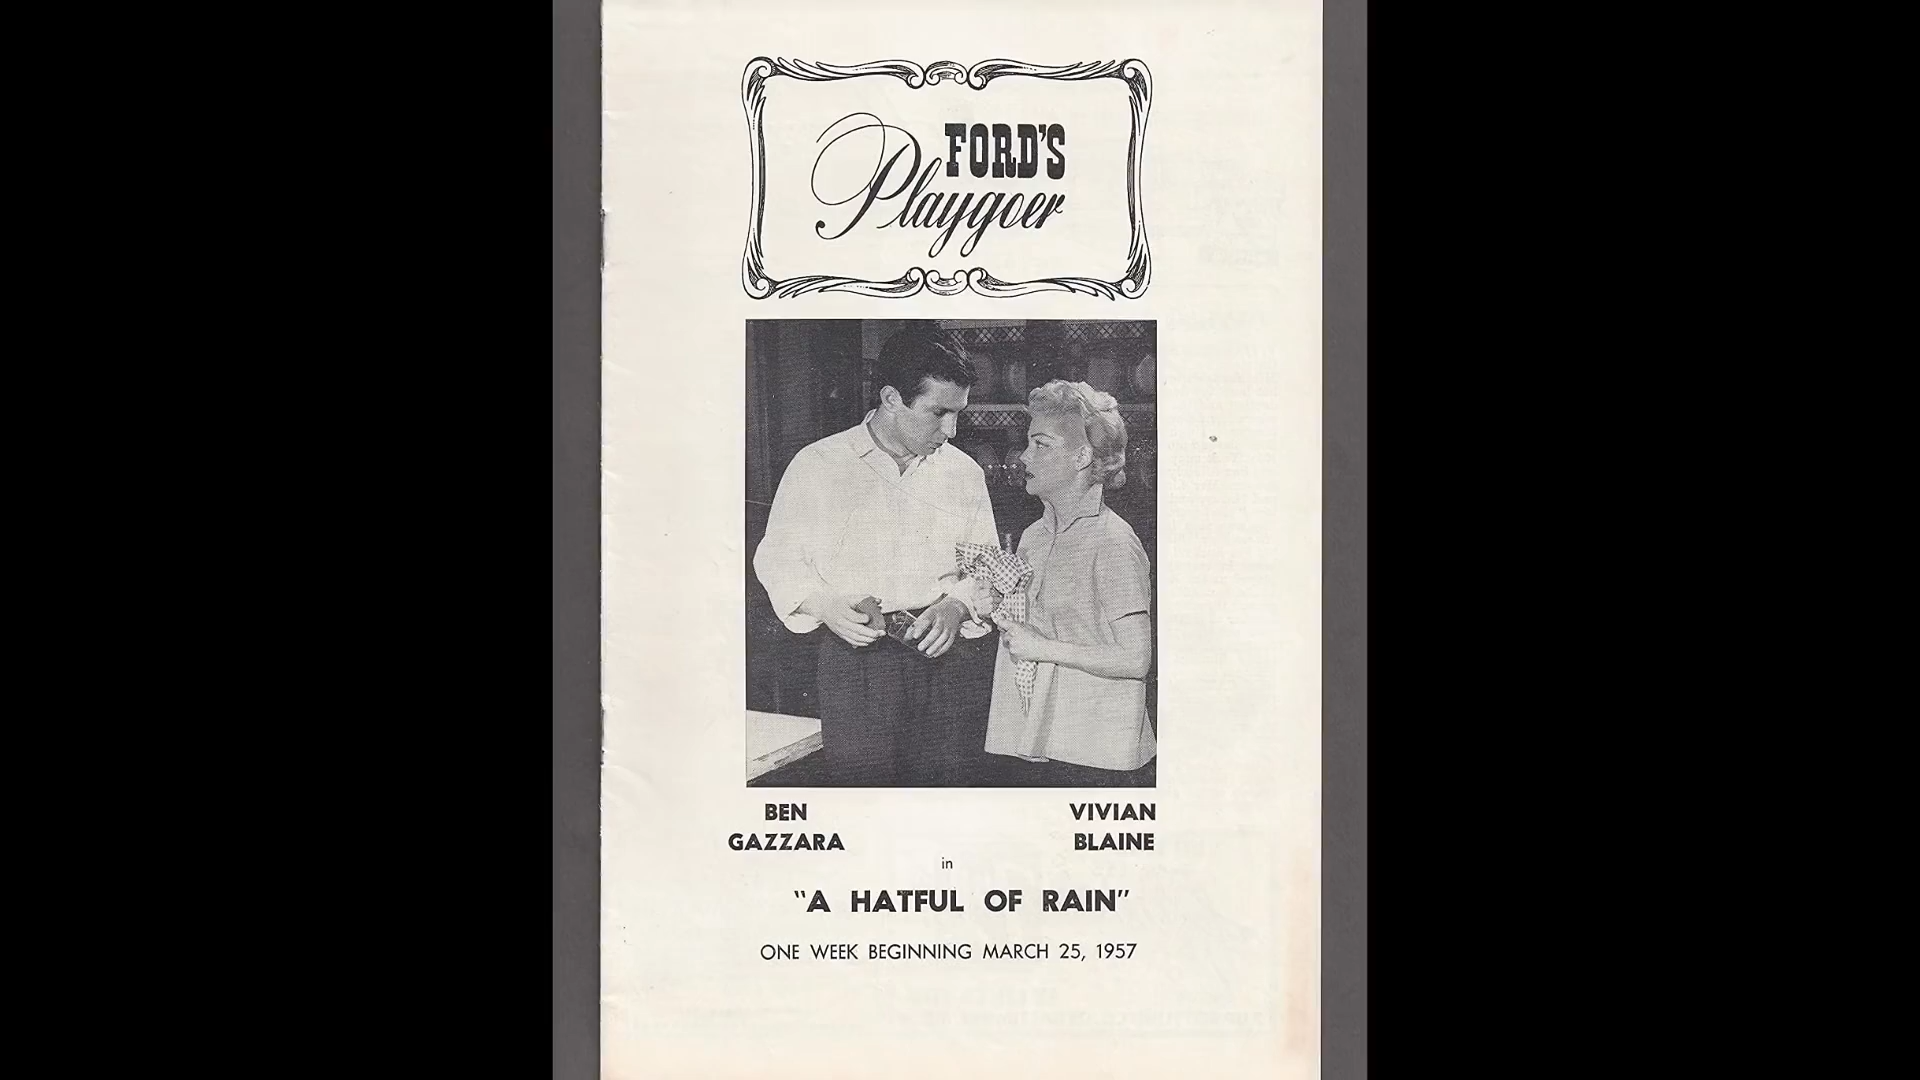 FORD'S
Playgoer
BEN
GAZZARA
VIVIAN
BLAINE
in
"A HATFUL OF RAIN"
ONE WEEK BEGINNING MARCH 25, 1957